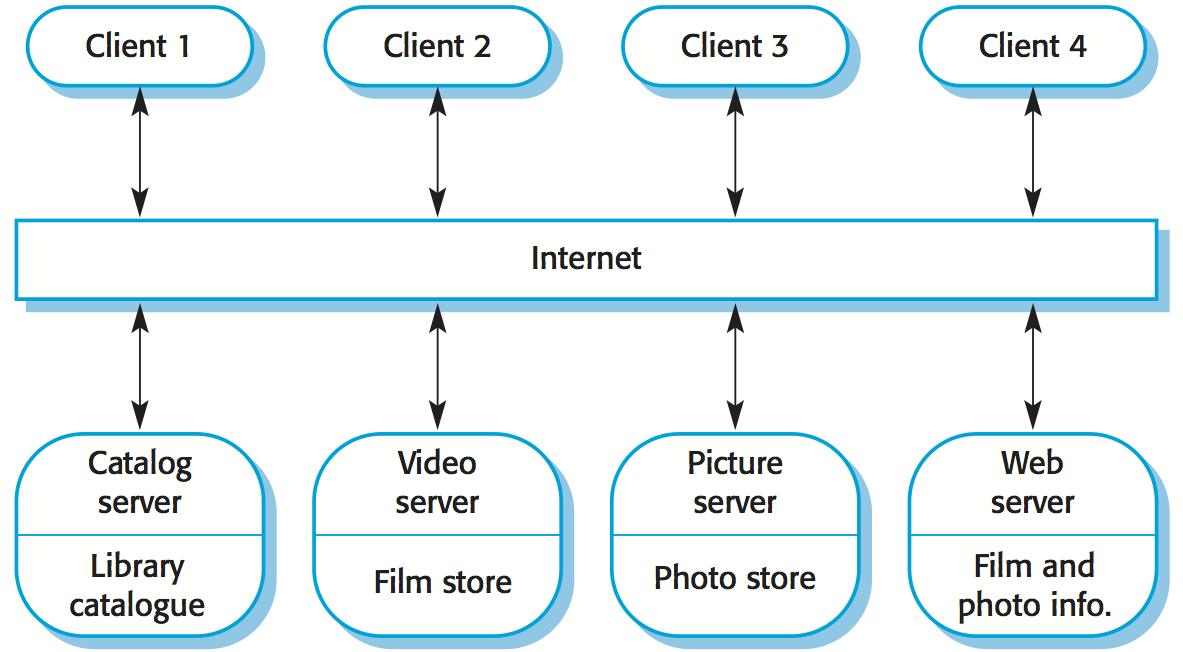 Client 1
Client 2
Client 3
Client 4
Internet
Catalog
server
Library
catalogue
Video
server
Film store
Picture
server
Photo store
Web
server
Film and
photo info.